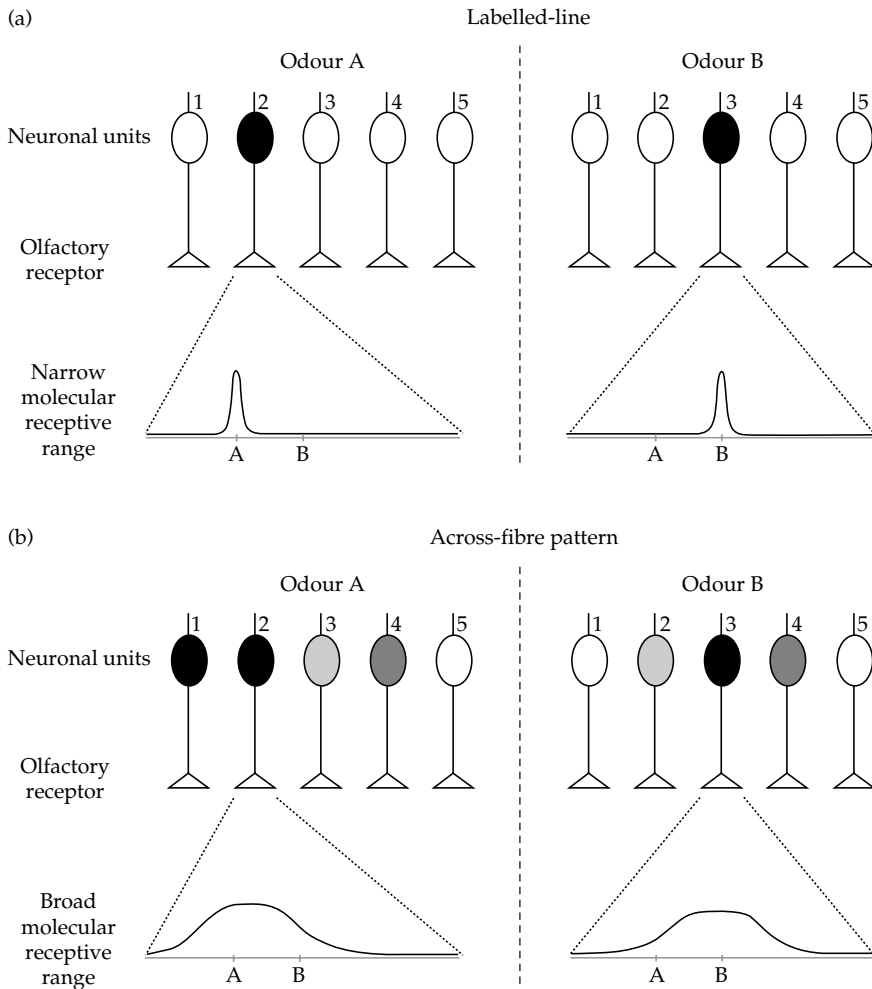 (a)
Labelled-line
Odour A
Odour B
1 2 3 4 5
1 2 3 4 5
Neuronal units
Olfactory
receptor
Narrow
molecular
receptive
range
A B
A B
(b)
Across-fibre pattern
Odour A
Odour B
1 2 3 4 5
1 2 3 4 5
Neuronal units
Olfactory
receptor
Broad
molecular
receptive
range
A B
A B